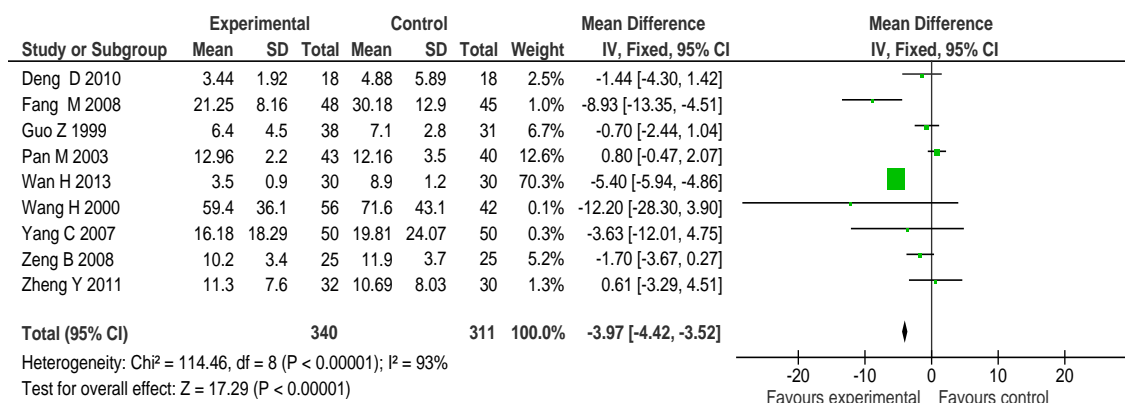 Experimental Control Mean Difference Mean Difference
Study or Subgroup Mean SD Total Mean SD Total Weight IV, Fixed, 95% CI IV, Fixed, 95% CI
Deng D 2010 3.44 1.92 18 4.88 5.89 18 2.5% -1.44 [-4.30, 1.42]
Fang M 2008 21.25 8.16 48 30.18 12.9 45 1.0% -8.93 [-13.35, -4.51]
Guo Z 1999 6.4 4.5 38 7.1 2.8 31 6.7% -0.70 [-2.44, 1.04]
Pan M 2003 12.96 2.2 43 12.16 3.5 40 12.6% 0.80 [-0.47, 2.07]
Wan H 2013 3.5 0.9 30 8.9 1.2 30 70.3% -5.40 [-5.94, -4.86]
Wang H 2000 59.4 36.1 56 71.6 43.1 42 0.1% -12.20 [-28.30, 3.90]
Yang C 2007 16.18 18.29 50 19.81 24.07 50 0.3% -3.63 [-12.01, 4.75]
Zeng B 2008 10.2 3.4 25 11.9 3.7 25 5.2% -1.70 [-3.67, 0.27]
Zheng Y 2011 11.3 7.6 32 10.69 8.03 30 1.3% 0.61 [-3.29, 4.51]
Total (95% CI) 340 311 100.0% -3.97 [-4.42, -3.52]
Heterogeneity: Chi² = 114.46, df = 8 (P < 0.00001); I² = 93%
Test for overall effect: Z = 17.29 (P < 0.00001)
-20 -10 0 10 20
Favours experimental Favours control